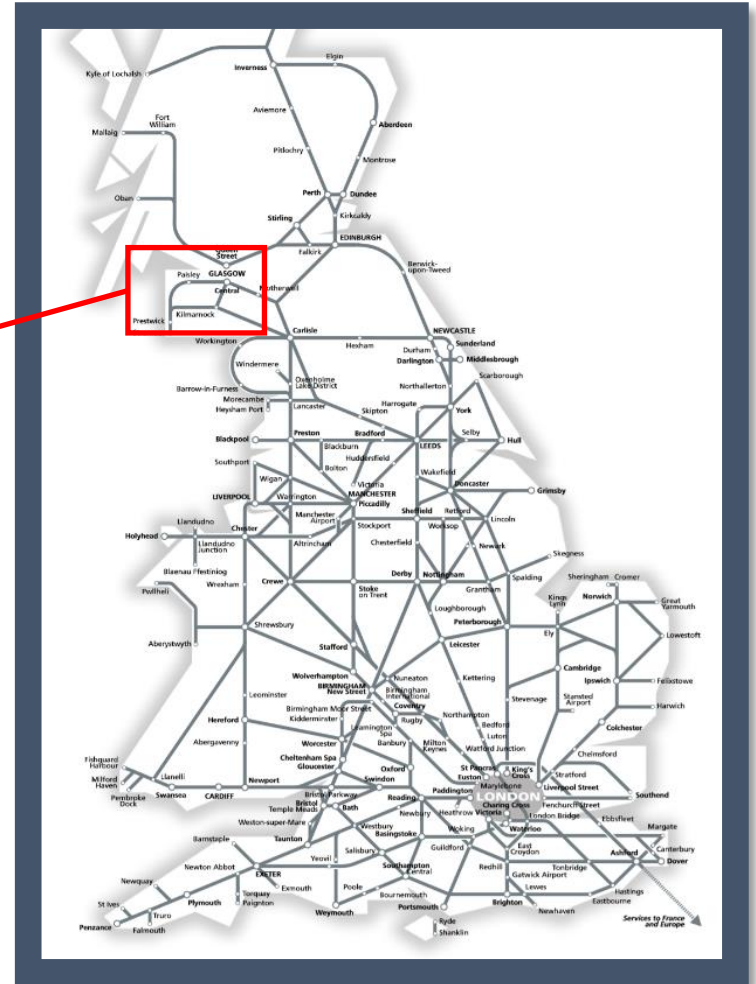 Elgin
Inverness
Kyle of Lochalsh
Aviemore
Fort
William
Aberdeen
Mallaig
Pitlochry
Montrose
Perth
Dundee
Oban
Stirling
Kirkcaldy
EDINBURGH
Falkirk
Street
Berwick-
upon-Tweed
Paisley
GLASGOW
Central
Motherwell
Prestwick
Kilmarnock
Carlisle
NEWCASTLE
Workington
Hexham
Sunderland
Durham
Darlington
Middlesbrough
Windermere
Scarborough
Oxenholme
Lake District
Northallerton
Barrow-in-Furness
Morecambe
Heysham Port
Lancaster
Harrogate
Skipton
York
Blackpool
Preston
Bradford
Selby
Blackburn
LEEDS
Hull
Southport
Huddersfield
Bolton
Wakefield
Wigan
Victoria
Doncaster
LIVERPOOL
Warrington
MANCHESTER
Piccadilly
Grimsby
Llandudno
Manchester
Airport
Sheffield
Retford
Lincoln
Holyhead
Chester
Stockport
Worksop
Llandudno
Junction
Altrincham
Chesterfield
Newark
Skegness
Blaenau Ffestiniog
Pwllheli
Wrexham
Crewe
Stoke
on Trent
Derby
Nottingham
Grantham
Spalding
Sheringham
Cromer
Kings
Lynn
Norwich
Great
Yarmouth
Loughborough
Peterborough
Shrewsbury
Aberystwyth
Stafford
Leicester
Ely
Lowestoft
Wolverhampton
Nuneaton
Kettering
Cambridge
BIRMINGHAM
New Street
Birmingham
International
Ipswich
Felixstowe
Leominster
Birmingham Moor Street
Coventry
Stevenage
Stansted
Airport
Harwich
Hereford
Kidderminster
Rugby
Northampton
Leamington
Spa
Bedford
Colchester
Abergavenny
Worcester
Banbury
Milton
Keynes
Luton
Watford Junction
Chelmsford
Fishguard
Harbour
Cheltenham Spa
Gloucester
Oxford
St Pancras
Euston
King's
Cross
Stratford
Milford
Haven
Llanelli
Newport
Swindon
Marylebone
Liverpool Street
Pembroke
Dock
Swansea
CARDIFF
Bristol Parkway
Reading
Paddington
LONDON
Southend
Bristol
Temple Meads
Bath
Newbury
Heathrow
Victoria
Charing Cross
Fenchurch Street
London Bridge
Ebbsfleet
Weston-super-Mare
Westbury
Basingstoke
Woking
Waterloo
Margate
Barnstaple
Taunton
Salisbury
Guildford
East
Croydon
Canterbury
Ashford
Dover
Newton Abbot
Yeovil
Southampton
Central
Redhill
Tonbridge
Gatwick Airport
Newquay
EXETER
Exmouth
Poole
Lewes
Hastings
St Ives
Plymouth
Torquay
Paignton
Bournemouth
Portsmouth
Brighton
Eastbourne
Newhaven
Truro
Weymouth
Penzance
Falmouth
Ryde
Shanklin
Services to France
and Europe